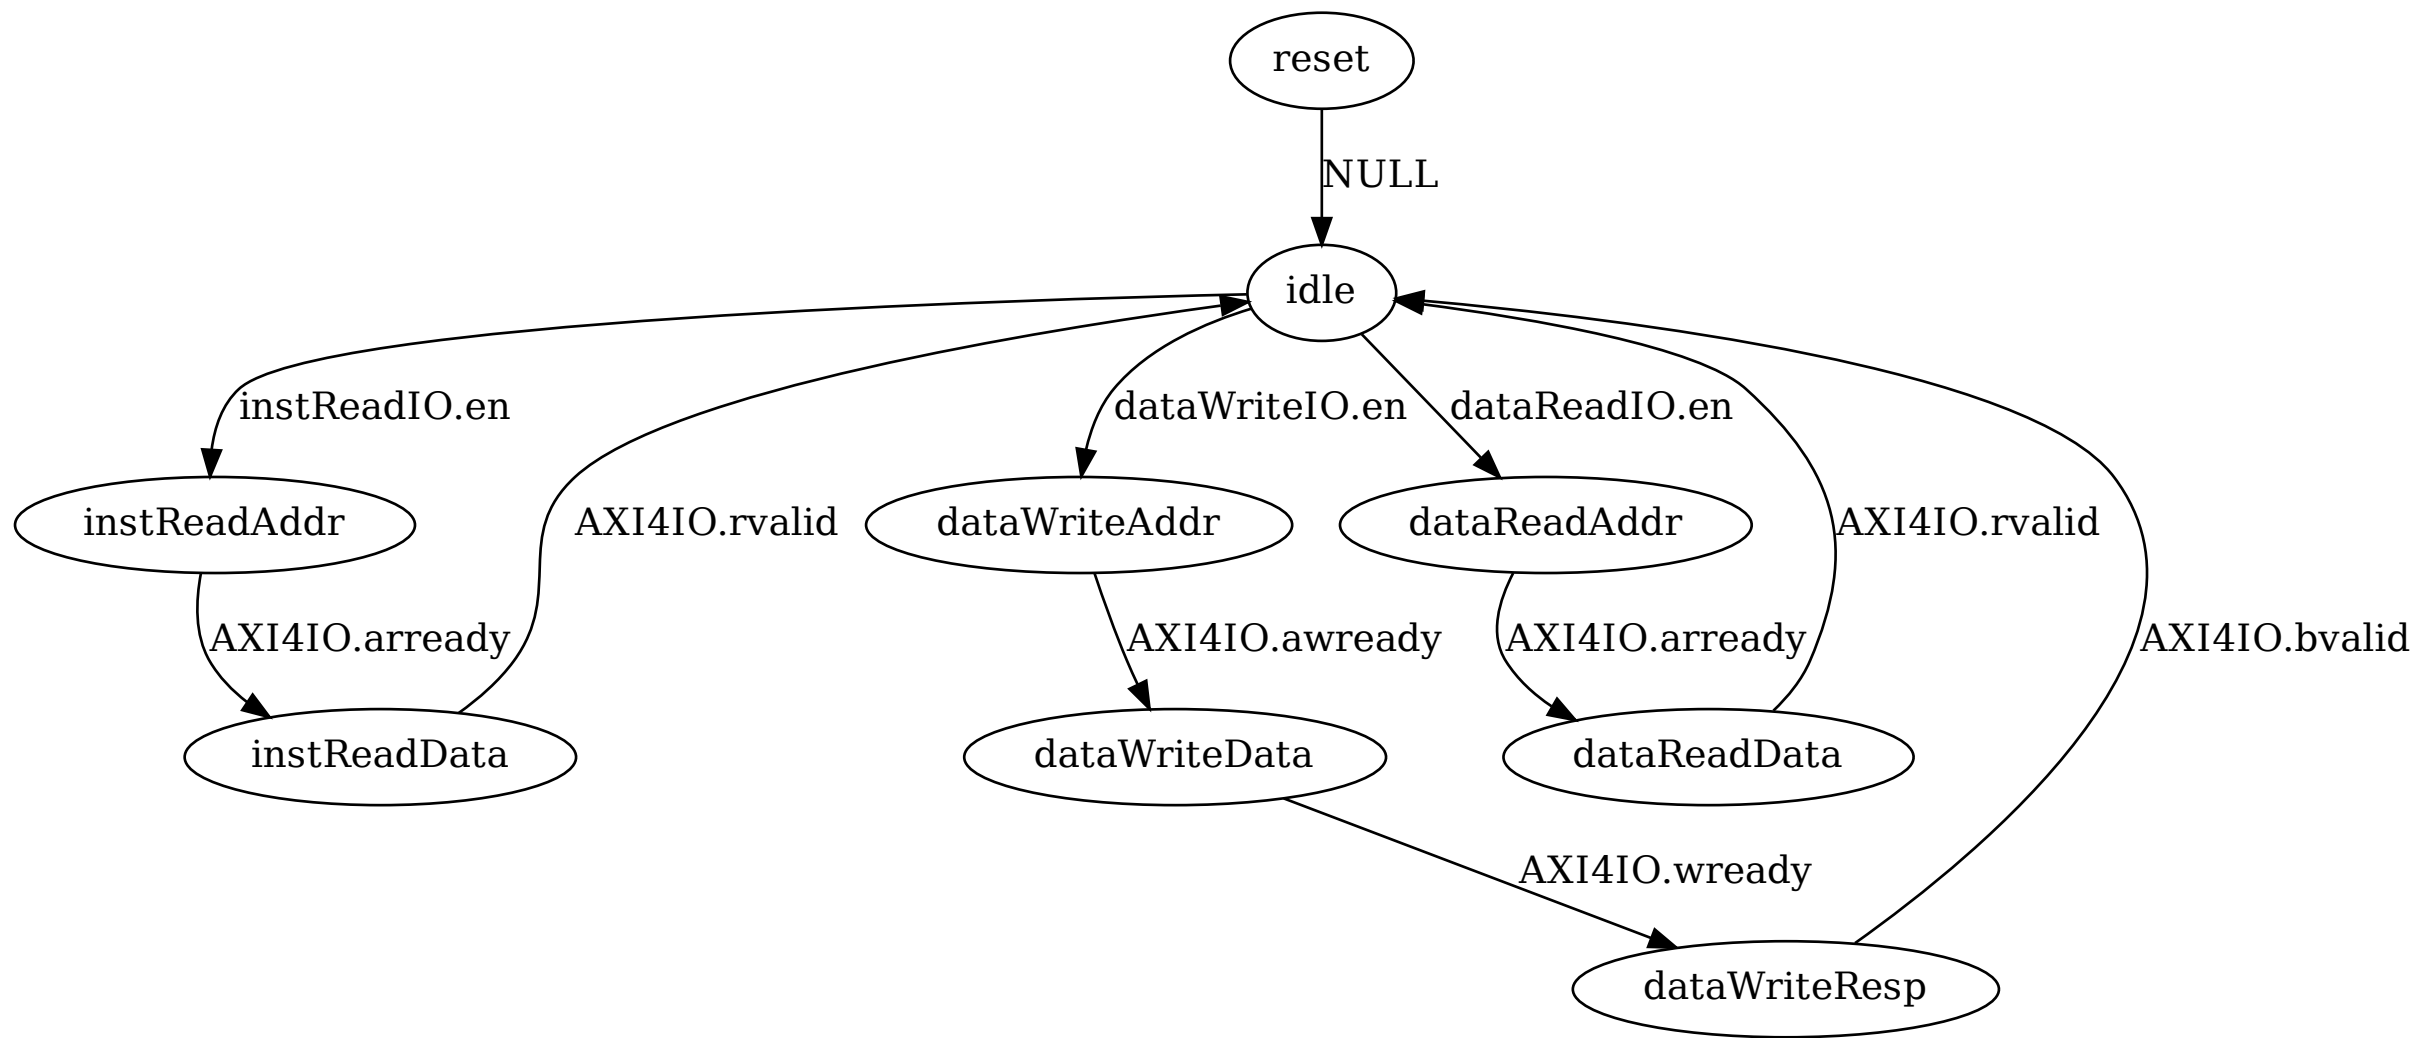 reset
NULL
idle
instReadIO.en
dataWriteIO.en
dataReadIO.en
instReadAddr
AXI4IO.rvalid
dataWriteAddr
dataReadAddr
AXI4IO.rvalid
AXI4IO.arready
AXI4IO.awready
AXI4IO.arready
AXI4IO.bvalid
instReadData
dataWriteData
dataReadData
AXI4IO.wready
dataWriteResp